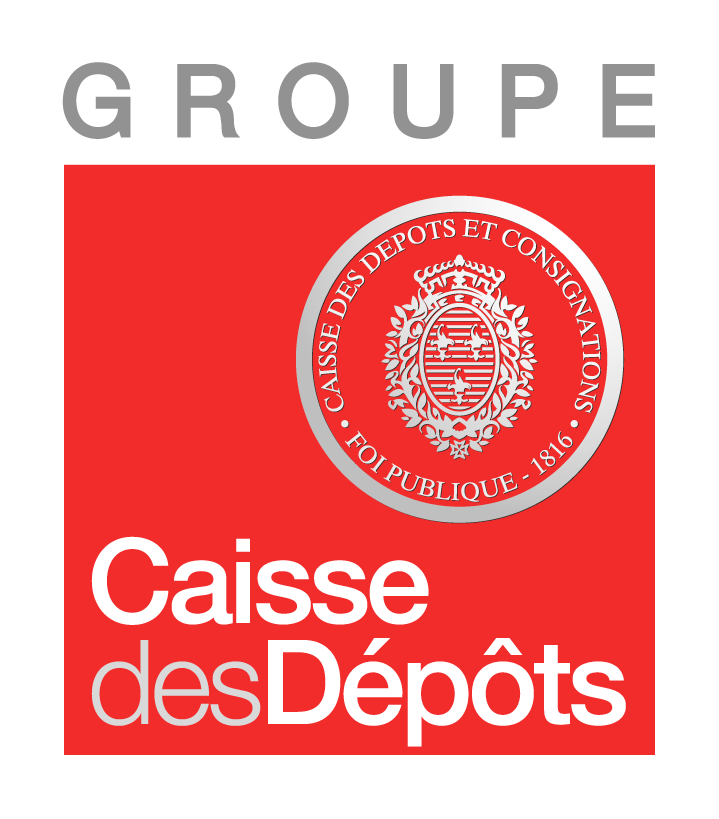 GROUPE
CAISSE DES DEPOTS ET CONSIGNATIONS
• FOI PUBLIQUE - 1816 •
Caisse
desDépôts